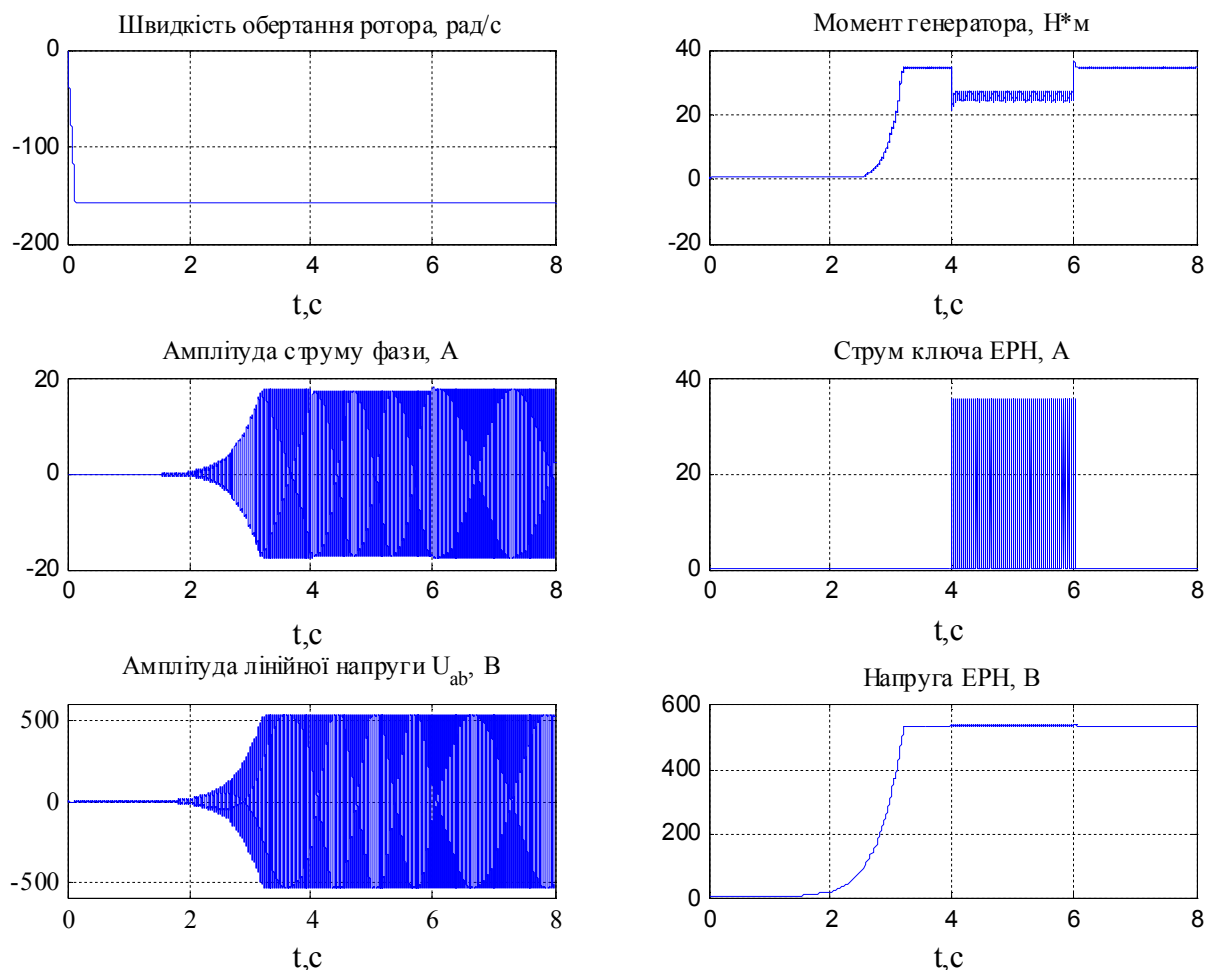 Швидкість обертання ротора, рад/с
0
-100
-200
0 2 4 6 8
t,c
Момент генератора, Н*м
40
20
0
-20
0 2 4 6 8
t,c
Амплітуда струму фази, А
20
0
-20
0 2 4 6 8
t,c
Струм ключа ЕРН, А
40
20
0
0 2 4 6 8
t,c
Амплітуда лінійної напруги U_ab, В
500
0
-500
0 2 4 6 8
t,c
Напруга ЕРН, В
600
400
200
0
0 2 4 6 8
t,c